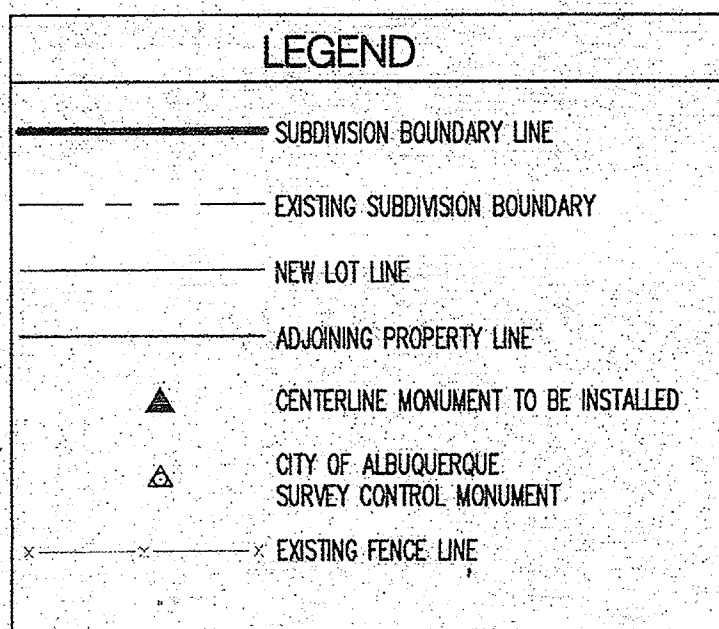 LEGEND
SUBDIVISION BOUNDARY LINE
EXISTING SUBDIVISION BOUNDARY
NEW LOT LINE
ADJOINING PROPERTY LINE
CENTERLINE MONUMENT TO BE INSTALLED
CITY OF ALBUQUERQUE
SURVEY CONTROL MONUMENT
EXISTING FENCE LINE